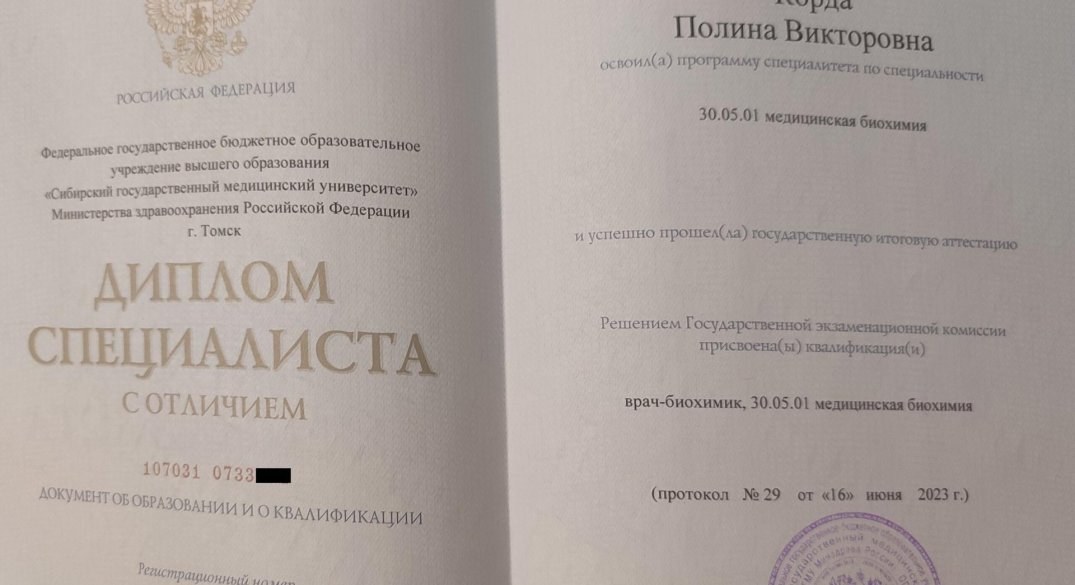 РОССИЙСКАЯ ФЕДЕРАЦИЯ
Федеральное государственное бюджетное образовательное
учреждение высшего образования
«Сибирский государственный медицинский университет»
Министерства здравоохранения Российской Федерации
г. Томск
ДИПЛОМ
СПЕЦИАЛИСТА
С ОТЛИЧИЕМ
107031 0733
ДОКУМЕНТ ОБ ОБРАЗОВАНИИ И О КВАЛИФИКАЦИИ
Регистрационный номер
Корда
Полина Викторовна
освоил(а) программу специалитета по специальности
30.05.01 медицинская биохимия
и успешно прошел(ла) государственную итоговую аттестацию
Решением Государственной экзаменационной комиссии
присвоена(ы) квалификация(и)
врач-биохимик, 30.05.01 медицинская биохимия
(протокол № 29 от «16» июня 2023 г.)